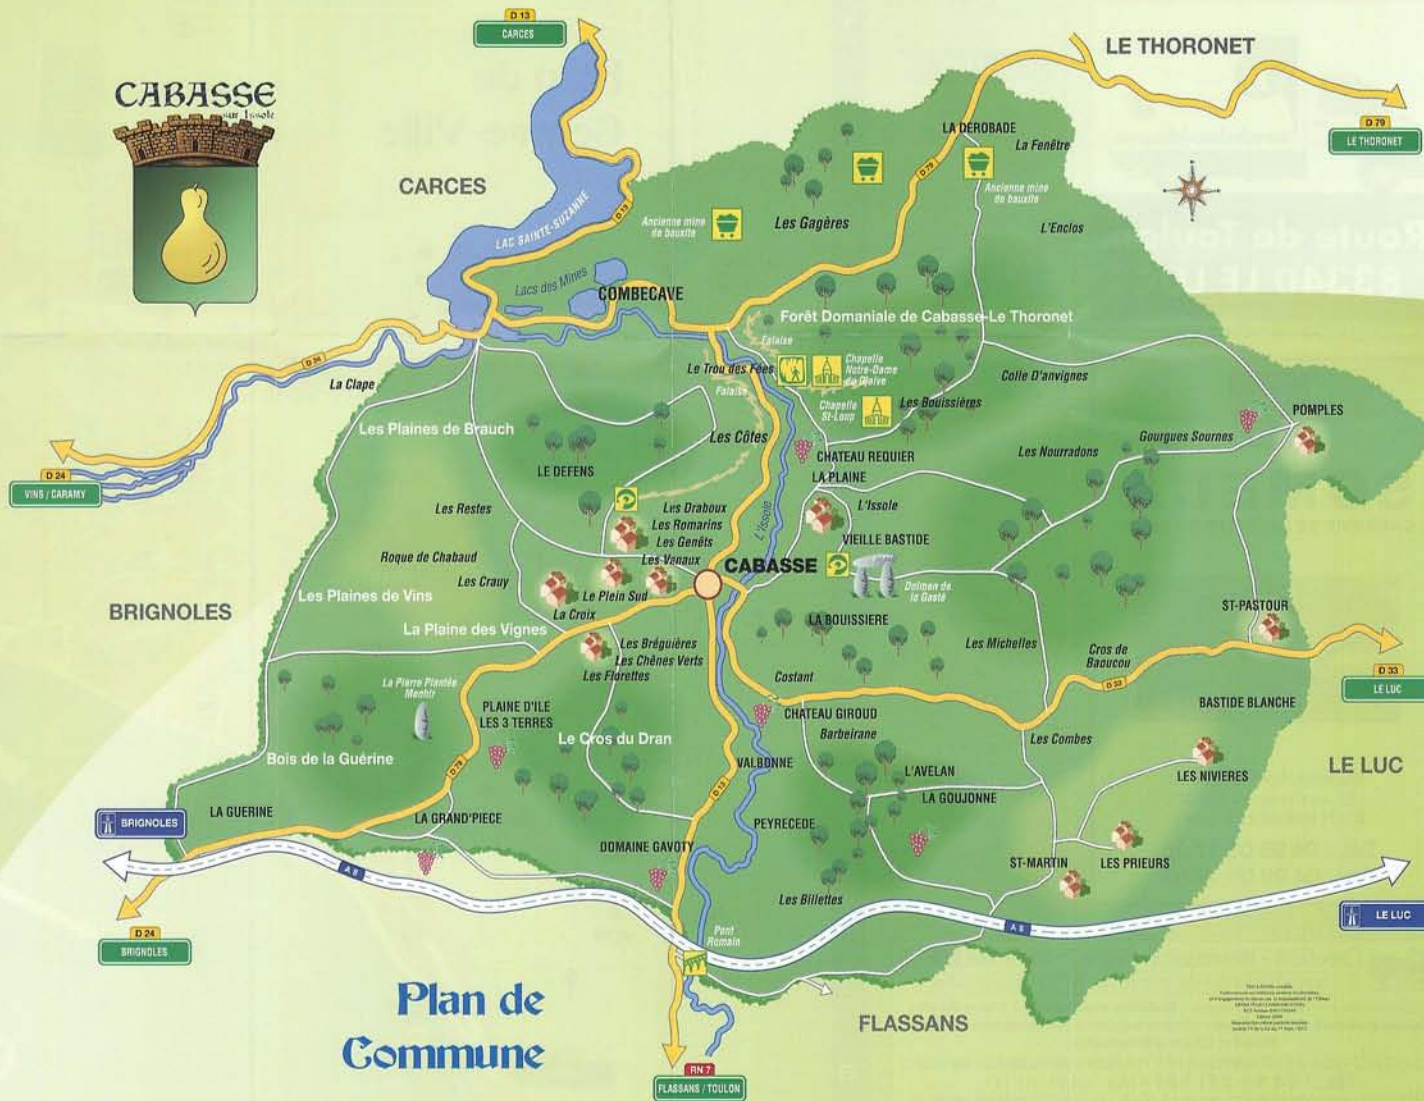 D 13
CARCES
LE THORONET
CABASSE
sur Issole
D 79
LE THORONET
LA DEROBADE
La Fenêtre
CARCES
D 79
Ancienne mine
de bauxite
LAC SAINTE-SUZANNE
D 13
Ancienne mine
de bauxite
Les Gagères
L'Enclos
Lacs des Mines
COMBECAVE
Forêt Domaniale de Cabasse-Le Thoronet
Falaise
D 24
La Clape
Le Trou des Fées
Chapelle
Notre-Dame
Falaise
Colle D'anvignes
Chapelle
St-Loup
Les Bouissières
POMPLES
Les Plaines de Brauch
Les Côtes
Gourgues Sournes
CHATEAU REQUIER
Les Nourradons
LE DEFENS
LA PLAINE
D 24
VINS / CARAMY
Les Restes
Les Draboux
L'Issole
Les Romarins
L'Issole
Les Genêts
VIEILLE BASTIDE
Roque de Chabaud
Les Vanaux
CABASSE
Les Crauy
Dolmen de
la Gasté
Le Plein Sud
Les Plaines de Vins
La Croix
BRIGNOLES
ST-PASTOUR
LA BOUISSIERE
La Plaine des Vignes
Les Bréguières
Les Michelles
Les Chênes Verts
Cros de
Baoucou
Les Florettes
Costant
La Pierre Plantée
Menhir
D 33
D 33
LE LUC
PLAINE D'ILE
LES 3 TERRES
BASTIDE BLANCHE
CHATEAU GIROUD
Barbeirane
Le Cros du Dran
Les Combes
Bois de la Guérine
VALBONNE
LE LUC
D 79
L'AVELAN
LES NIVIERES
D 13
LA GOUJONNE
LA GUERINE
LA GRAND'PIECE
PEYRECEDE
BRIGNOLES
DOMAINE GAVOTY
ST-MARTIN
LES PRIEURS
A 8
Les Billettes
LE LUC
A 8
D 24
BRIGNOLES
Pont
Romain
Plan de
Commune
FLASSANS
RN 7
FLASSANS / TOULON